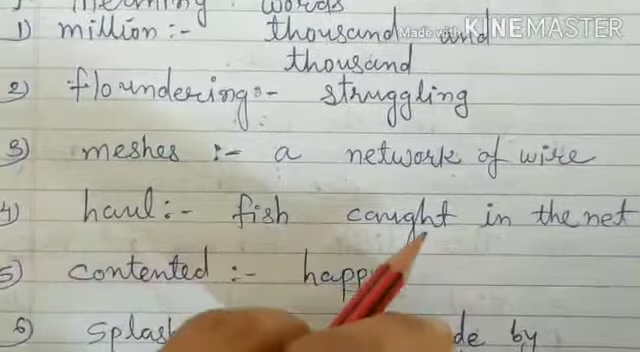 meaning words
1) million :- thousand and
Made with KINEMASTER
thousand
2) floundering :- struggling
3) meshes :- a network of wire
4) haul :- fish caught in the net
5) contented :- happ
6) splash by